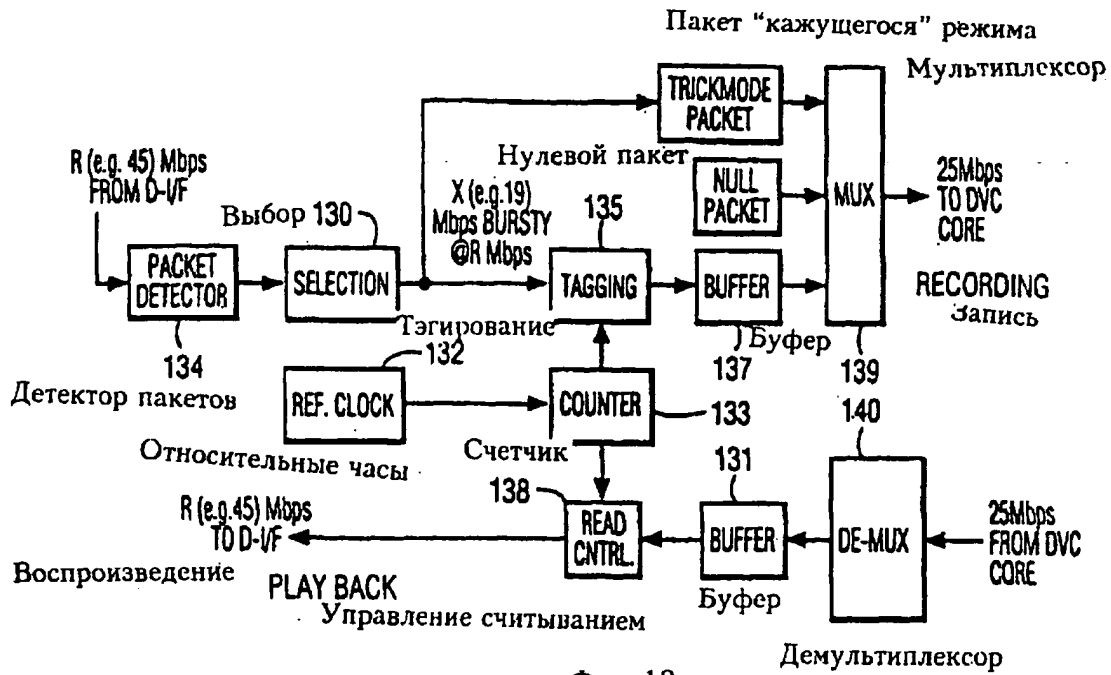 Пакет "кажущегося" режима
Мультиплексор
TRICKMODE
PACKET
R (e.g. 45) Mbps
FROM D-I/F
Нулевой пакет
X (e.g.19)
Mbps BURSTY
@R Mbps
NULL
PACKET
MUX
25Mbps
TO DVC
CORE
Выбор 130
135
PACKET
DETECTOR
SELECTION
TAGGING
BUFFER
RECORDING
Запись
Тэгирование
Буфер
134
132
137
139
Детектор пакетов
REF. CLOCK
COUNTER
133
140
Относительные часы
Счетчик
131
138
R (e.g.45) Mbps
TO D-I/F
READ
CNTRL.
BUFFER
DE-MUX
25Mbps
FROM DVC
CORE
Воспроизведение
PLAY BACK
Буфер
Управление считыванием
Демультиплексор